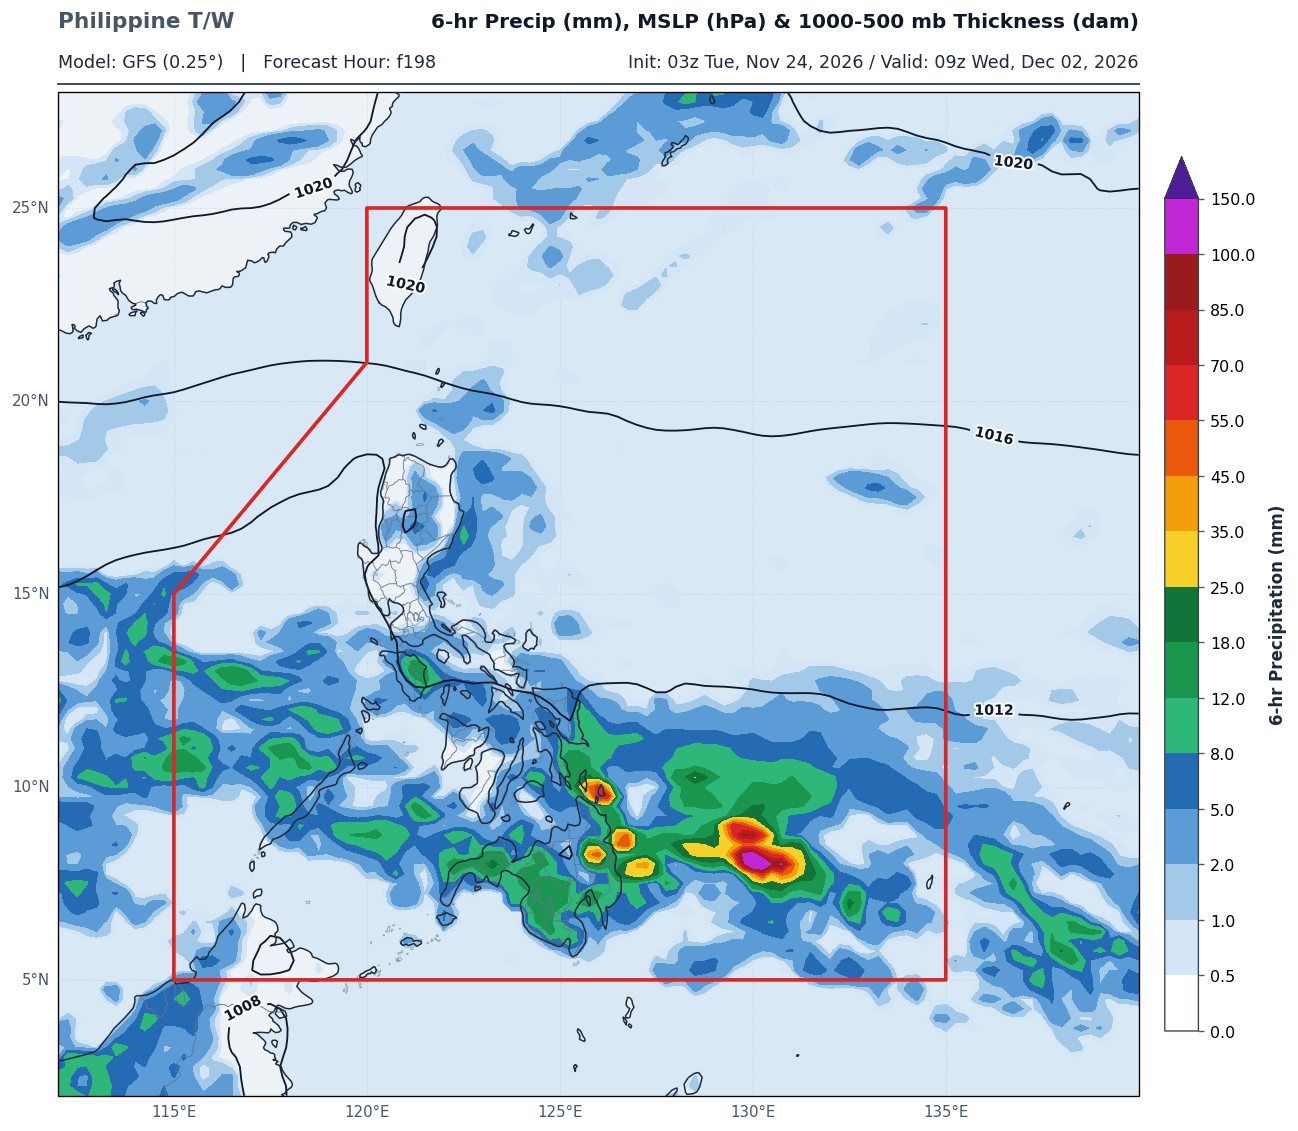 Philippine T/W
6-hr Precip (mm), MSLP (hPa) & 1000-500 mb Thickness (dam)
Model: GFS (0.25°) | Forecast Hour: f198
Init: 03z Tue, Nov 24, 2026 / Valid: 09z Wed, Dec 02, 2026
1020
1020
1020
1016
1012
1008
25°N
20°N
15°N
10°N
5°N
115°E
120°E
125°E
130°E
135°E
150.0
100.0
85.0
70.0
55.0
45.0
35.0
25.0
18.0
12.0
8.0
5.0
2.0
1.0
0.5
0.0
6-hr Precipitation (mm)